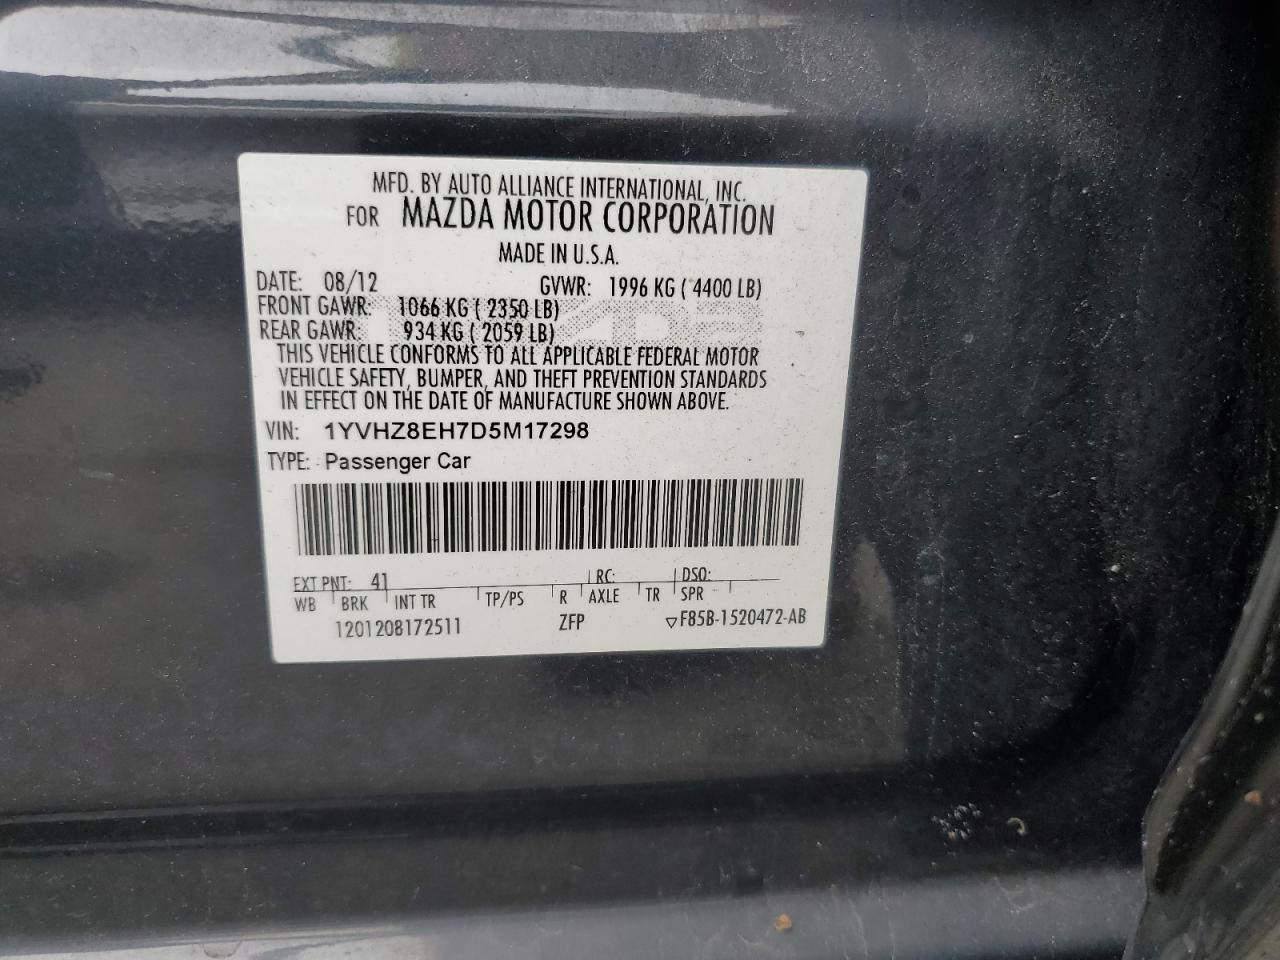 MFD. BY AUTO ALLIANCE INTERNATIONAL, INC.
FOR MAZDA MOTOR CORPORATION
MADE IN U.S.A.
DATE: 08/12 GVWR: 1996 KG ( 4400 LB)
FRONT GAWR: 1066 KG ( 2350 LB)
REAR GAWR: 934 KG ( 2059 LB)
THIS VEHICLE CONFORMS TO ALL APPLICABLE FEDERAL MOTOR
VEHICLE SAFETY, BUMPER, AND THEFT PREVENTION STANDARDS
IN EFFECT ON THE DATE OF MANUFACTURE SHOWN ABOVE.
VIN: 1YVHZ8EH7D5M17298
TYPE: Passenger Car
EXT PNT: 41 RC: DSO:
WB BRK INT TR TP/PS R AXLE TR SPR
1201208172511 ZFP ▽F85B-1520472-AB